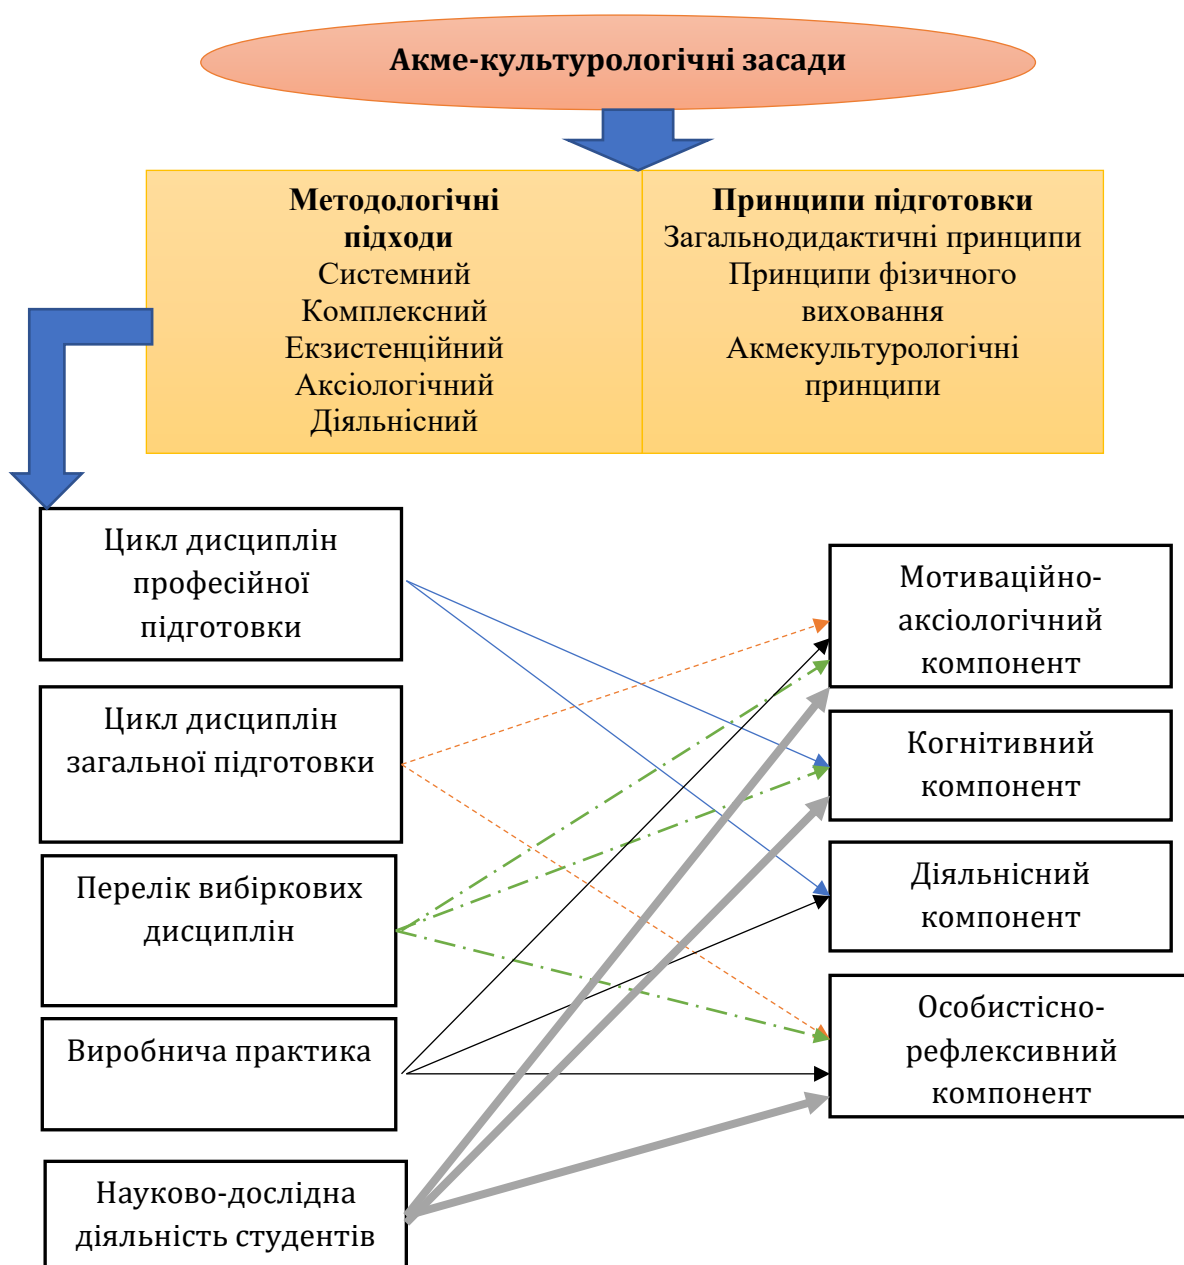 Акме-культурологічні засади
Методологічні
підходи
Системний
Комплексний
Екзистенційний
Аксіологічний
Діяльнісний
Принципи підготовки
Загальнодидактичні принципи
Принципи фізичного
виховання
Акмекультурологічні
принципи
Цикл дисциплін
професійної
підготовки
Цикл дисциплін
загальної підготовки
Перелік вибіркових
дисциплін
Виробнича практика
Науково-дослідна
діяльність студентів
Мотиваційно-
аксіологічний
компонент
Когнітивний
компонент
Діяльнісний
компонент
Особистісно-
рефлексивний
компонент